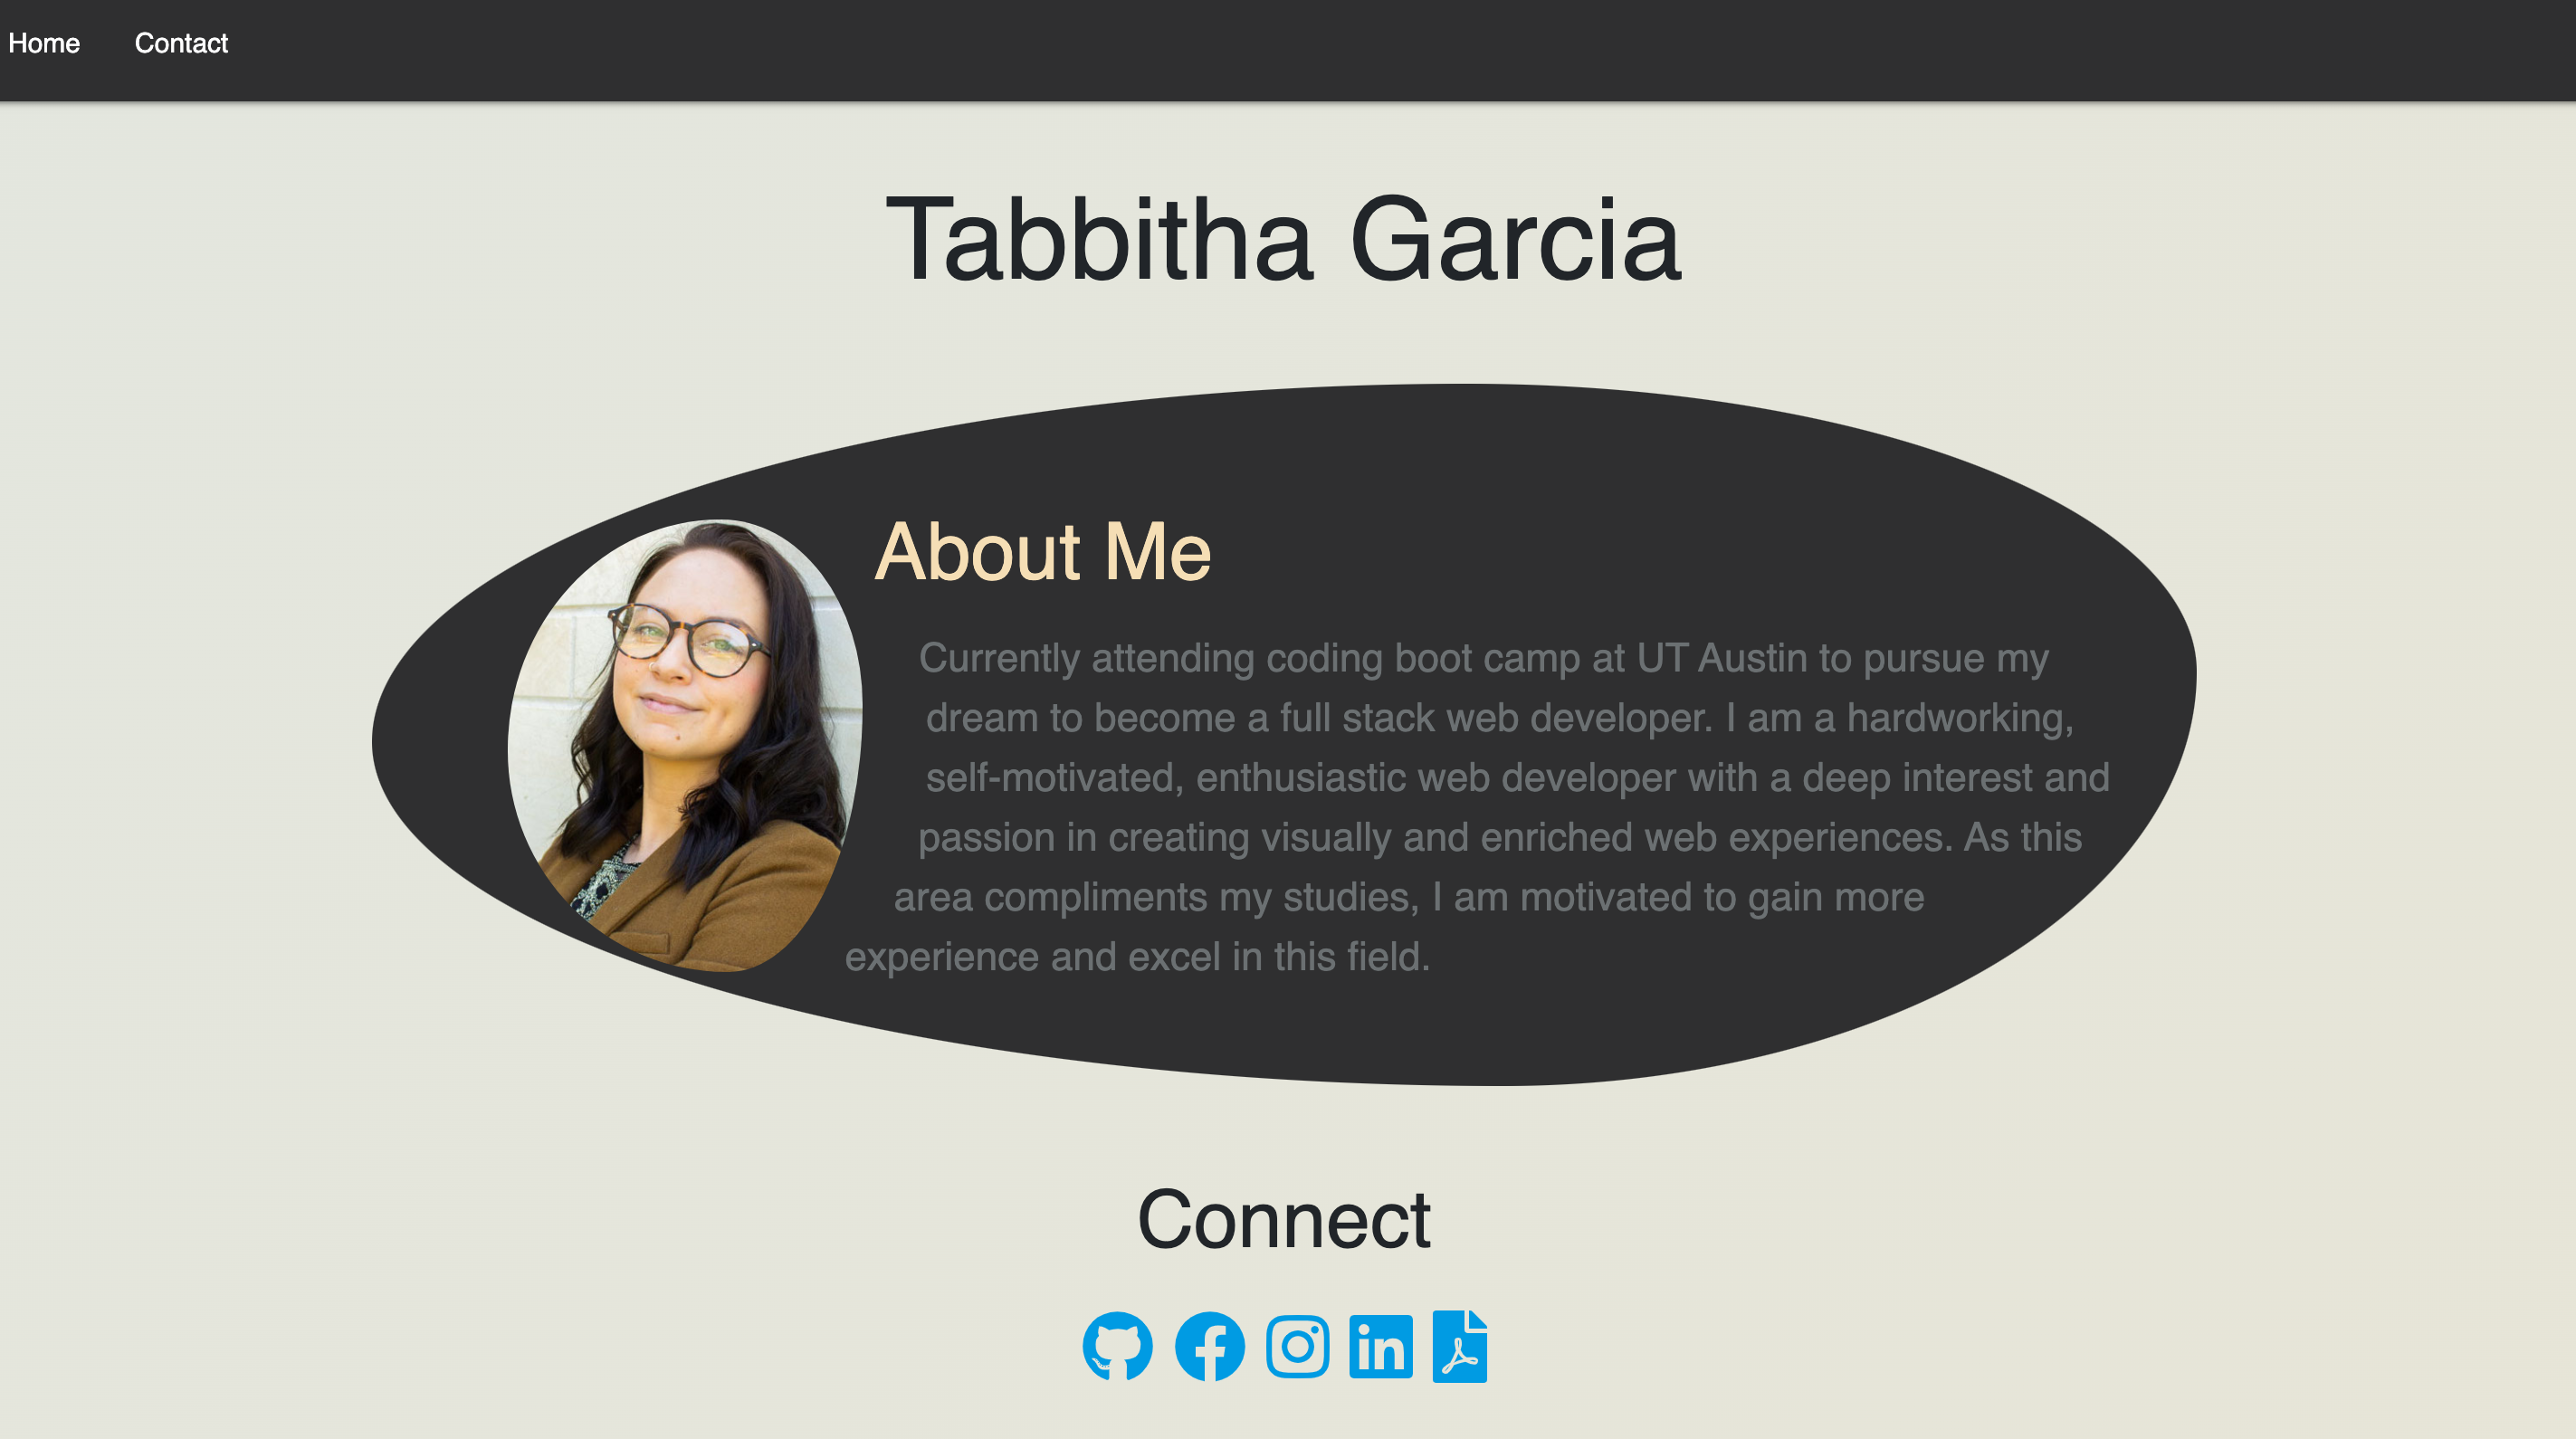 Home Contact
Tabbitha Garcia
About Me
Currently attending coding boot camp at UT Austin to pursue my
dream to become a full stack web developer. I am a hardworking,
self-motivated, enthusiastic web developer with a deep interest and
passion in creating visually and enriched web experiences. As this
area compliments my studies, I am motivated to gain more
experience and excel in this field.
Connect
in